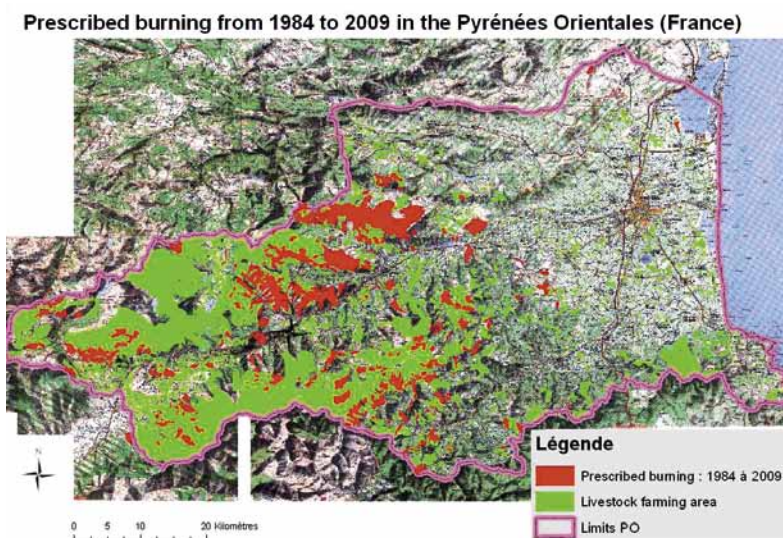 Prescribed burning from 1984 to 2009 in the Pyrénées Orientales (France)
N
0 5 10 20 Kilomètres
Légende
Prescribed burning : 1984 à 2009
Livestock farming area
Limits PO